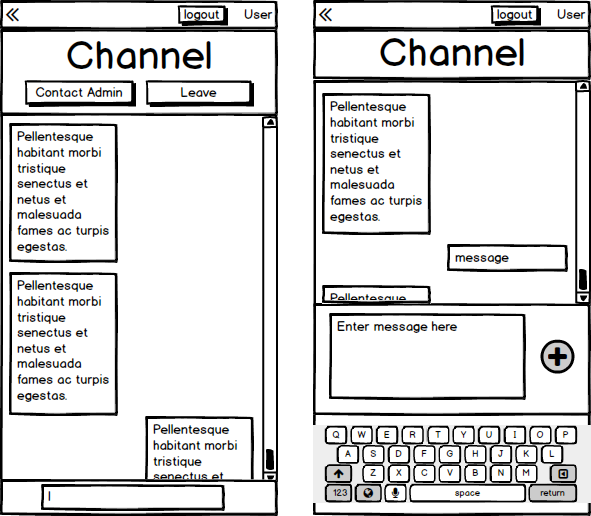 logout User
Channel
Contact Admin Leave
Pellentesque
habitant morbi
tristique
senectus et
netus et
malesuada
fames ac turpis
egestas.
Pellentesque
habitant morbi
tristique
senectus et
netus et
malesuada
fames ac turpis
egestas.
Pellentesque
habitant morbi
tristique
senectus et
logout User
Channel
Pellentesque
habitant morbi
tristique
senectus et
netus et
malesuada
fames ac turpis
egestas.
message
Pellentesque
Enter message here
Q W E R T Y U I O P
A S D F G H J K L
Z X C V B N M
123 space return